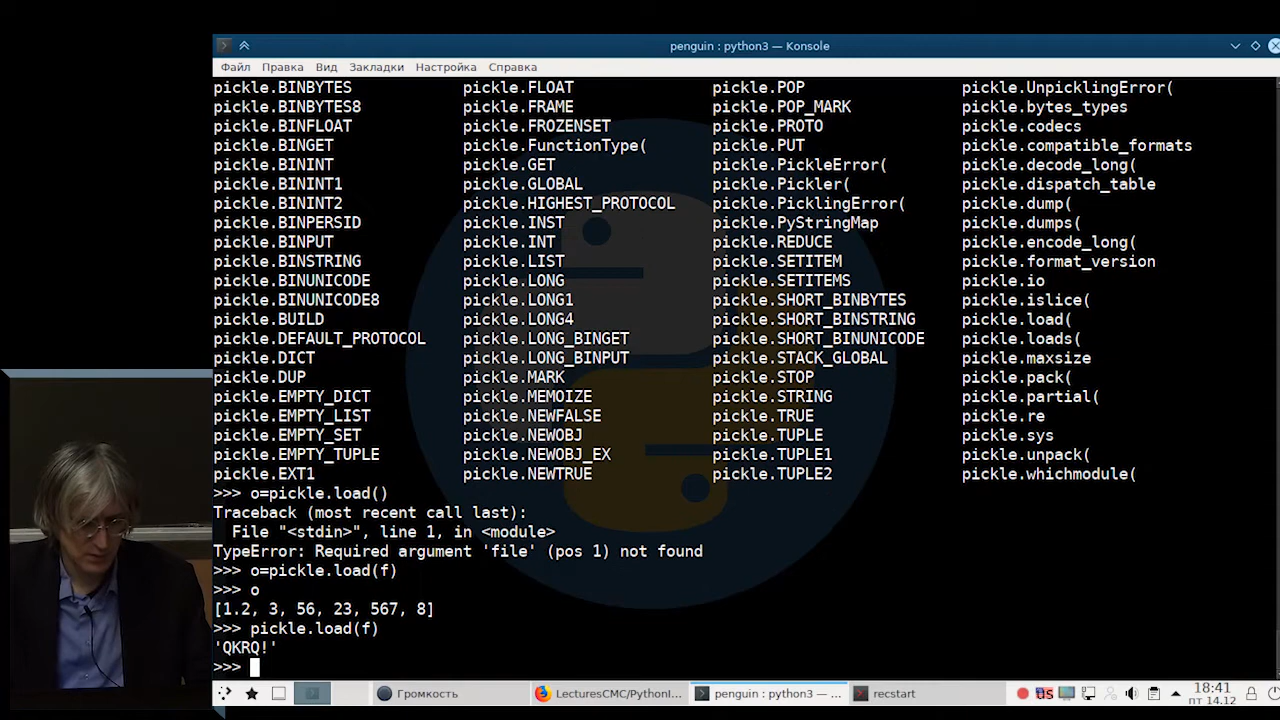 penguin : python3 — Konsole
Файл Правка Вид Закладки Настройка Справка
pickle.BINBYTES pickle.FLOAT pickle.POP pickle.UnpicklingError(
pickle.BINBYTES8 pickle.FRAME pickle.POP_MARK pickle.bytes_types
pickle.BINFLOAT pickle.FROZENSET pickle.PROTO pickle.codecs
pickle.BINGET pickle.FunctionType( pickle.PUT pickle.compatible_formats
pickle.BININT pickle.GET pickle.PickleError( pickle.decode_long(
pickle.BININT1 pickle.GLOBAL pickle.Pickler( pickle.dispatch_table
pickle.BININT2 pickle.HIGHEST_PROTOCOL pickle.PicklingError( pickle.dump(
pickle.BINPERSID pickle.INST pickle.PyStringMap pickle.dumps(
pickle.BINPUT pickle.INT pickle.REDUCE pickle.encode_long(
pickle.BINSTRING pickle.LIST pickle.SETITEM pickle.format_version
pickle.BINUNICODE pickle.LONG pickle.SETITEMS pickle.io
pickle.BINUNICODE8 pickle.LONG1 pickle.SHORT_BINBYTES pickle.islice(
pickle.BUILD pickle.LONG4 pickle.SHORT_BINSTRING pickle.load(
pickle.DEFAULT_PROTOCOL pickle.LONG_BINGET pickle.SHORT_BINUNICODE pickle.loads(
pickle.DICT pickle.LONG_BINPUT pickle.STACK_GLOBAL pickle.maxsize
pickle.DUP pickle.MARK pickle.STOP pickle.pack(
pickle.EMPTY_DICT pickle.MEMOIZE pickle.STRING pickle.partial(
pickle.EMPTY_LIST pickle.NEWFALSE pickle.TRUE pickle.re
pickle.EMPTY_SET pickle.NEWOBJ pickle.TUPLE pickle.sys
pickle.EMPTY_TUPLE pickle.NEWOBJ_EX pickle.TUPLE1 pickle.unpack(
pickle.EXT1 pickle.NEWTRUE pickle.TUPLE2 pickle.whichmodule(
>>> o=pickle.load()
Traceback (most recent call last):
File "<stdin>", line 1, in <module>
TypeError: Required argument 'file' (pos 1) not found
>>> o=pickle.load(f)
>>> o
[1.2, 3, 56, 23, 567, 8]
>>> pickle.load(f)
'QKRQ!'
>>>
Громкость LecturesCMC/PythonI... penguin : python3 — ... recstart us 18:41
пт 14.12